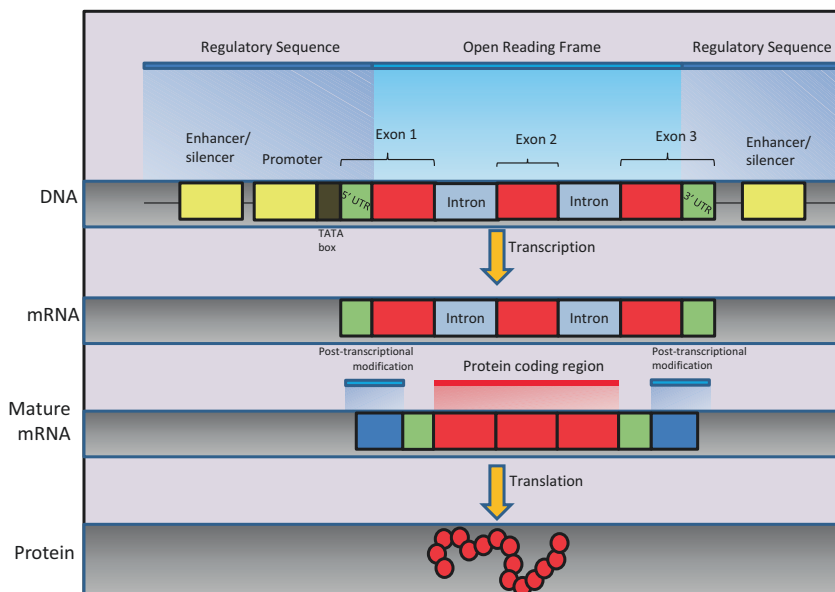 Regulatory Sequence
Open Reading Frame
Regulatory Sequence
Exon 1
Exon 2
Exon 3
Enhancer/
silencer
Promoter
Enhancer/
silencer
DNA
5' UTR
Intron
Intron
3' UTR
TATA
box
Transcription
mRNA
Intron
Intron
Post-transcriptional
modification
Protein coding region
Post-transcriptional
modification
Mature
mRNA
Translation
Protein